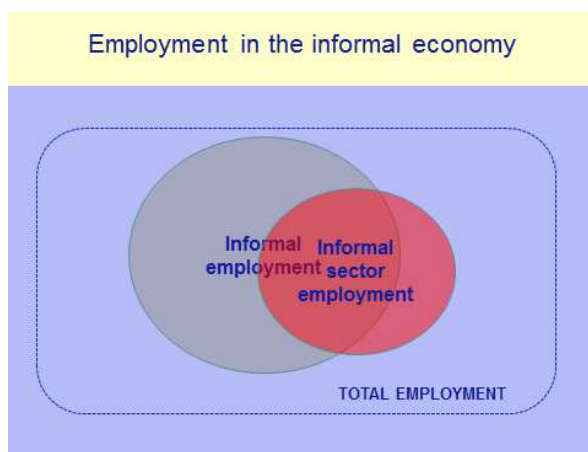 Employment in the informal economy
Informal
employment
Informal
sector
employment
TOTAL EMPLOYMENT